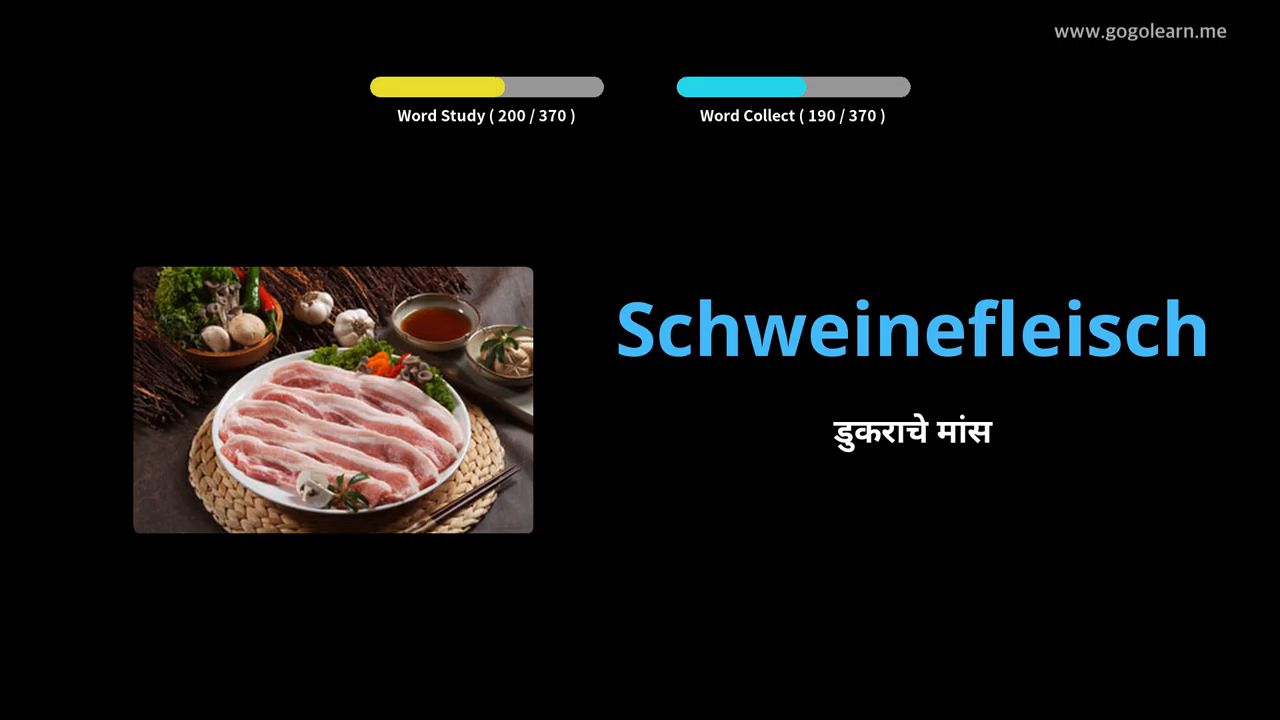 www.gogolearn.me
Word Study ( 200 / 370 )
Word Collect ( 190 / 370 )
Schweinefleisch
डुकराचे मांस